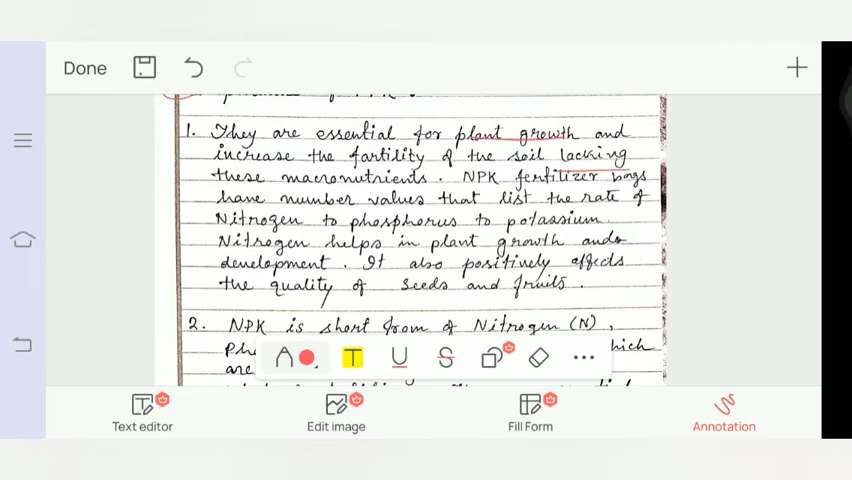 Done
1. They are essential for plant growth and
increase the fartility of the soil lacking
these macronutrients. NPK fertilizer bags
have number values that list the rate of
Nitrogen to phosphorus to potassium.
Nitrogen helps in plant growth and
development. It also positively affects
the quality of seeds and fruits.
2. NPK is short from of Nitrogen (N),
hich
are
Text editor
Edit image
Fill Form
Annotation